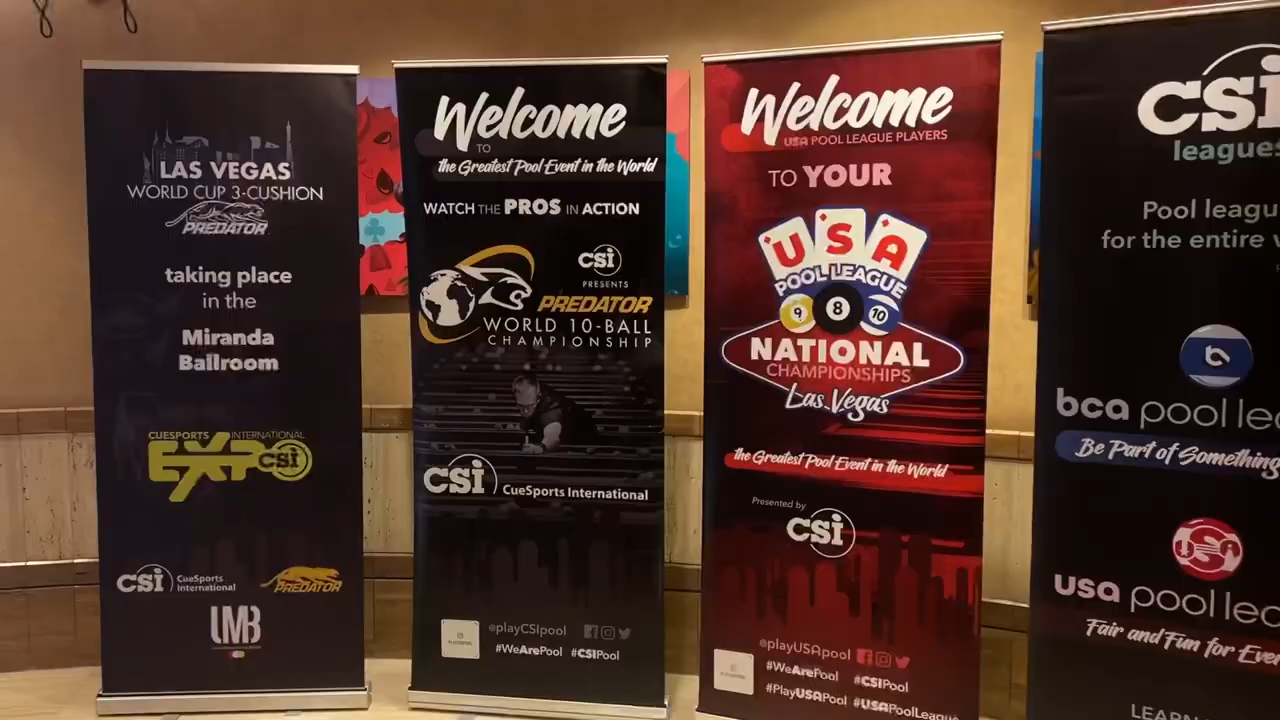 LAS VEGAS
WORLD CUP 3-CUSHION
PREDATOR
taking place
in the
Miranda
Ballroom
CUESPORTS INTERNATIONAL
EXPO csi
csi CueSports
International
PREDATOR
UMB
Welcome
TO
the Greatest Pool Event in the World
WATCH THE PROS IN ACTION
csi
PRESENTS
PREDATOR
WORLD 10-BALL
CHAMPIONSHIP
csi CueSports International
@playCSIpool
#WeArePool #CSIPool
Welcome
USA POOL LEAGUE PLAYERS
TO YOUR
USA
POOL LEAGUE
9 8 10
NATIONAL
CHAMPIONSHIPS
Las Vegas
the Greatest Pool Event in the World
Presented by
csi
@playUSApool
#WeArePool #CSIPool
#PlayUSAPool #USAPoolLeague
csi
leagues
Pool leagu
for the entire
b
bca pool lea
Be Part of Something
USA
usa pool lea
Fair and Fun for Ever
LEARN